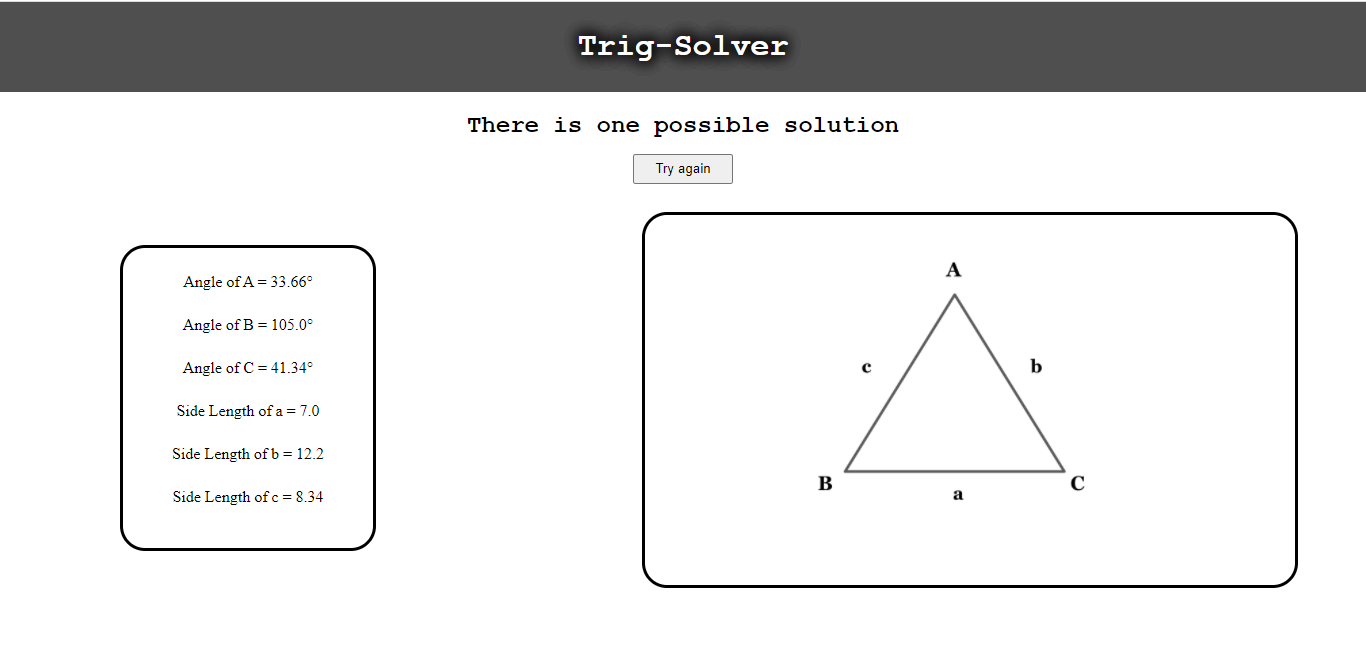 Trig-Solver
There is one possible solution
Try again
Angle of A = 33.66°
Angle of B = 105.0°
Angle of C = 41.34°
Side Length of a = 7.0
Side Length of b = 12.2
Side Length of c = 8.34
A
c
b
B
C
a